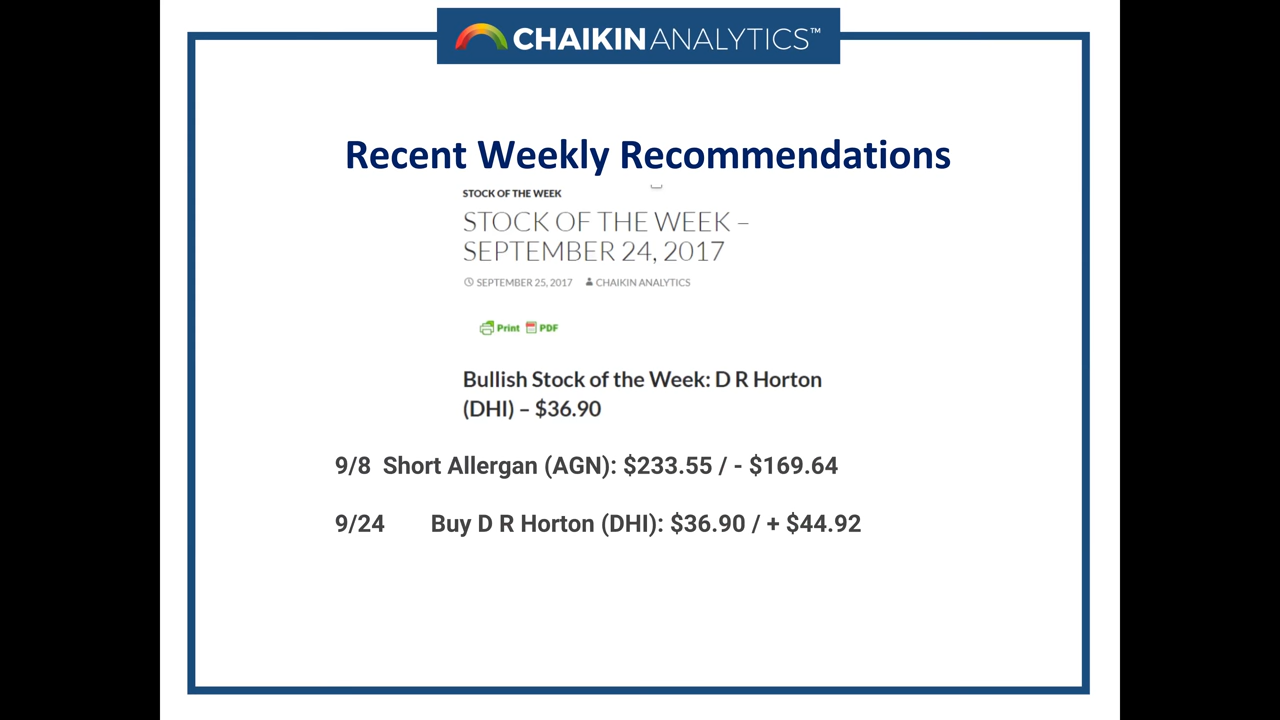 CHAIKIN ANALYTICS™
Recent Weekly Recommendations
STOCK OF THE WEEK
STOCK OF THE WEEK –
SEPTEMBER 24, 2017
SEPTEMBER 25, 2017 CHAIKIN ANALYTICS
Print PDF
Bullish Stock of the Week: D R Horton
(DHI) – $36.90
9/8 Short Allergan (AGN): $233.55 / - $169.64
9/24 Buy D R Horton (DHI): $36.90 / + $44.92